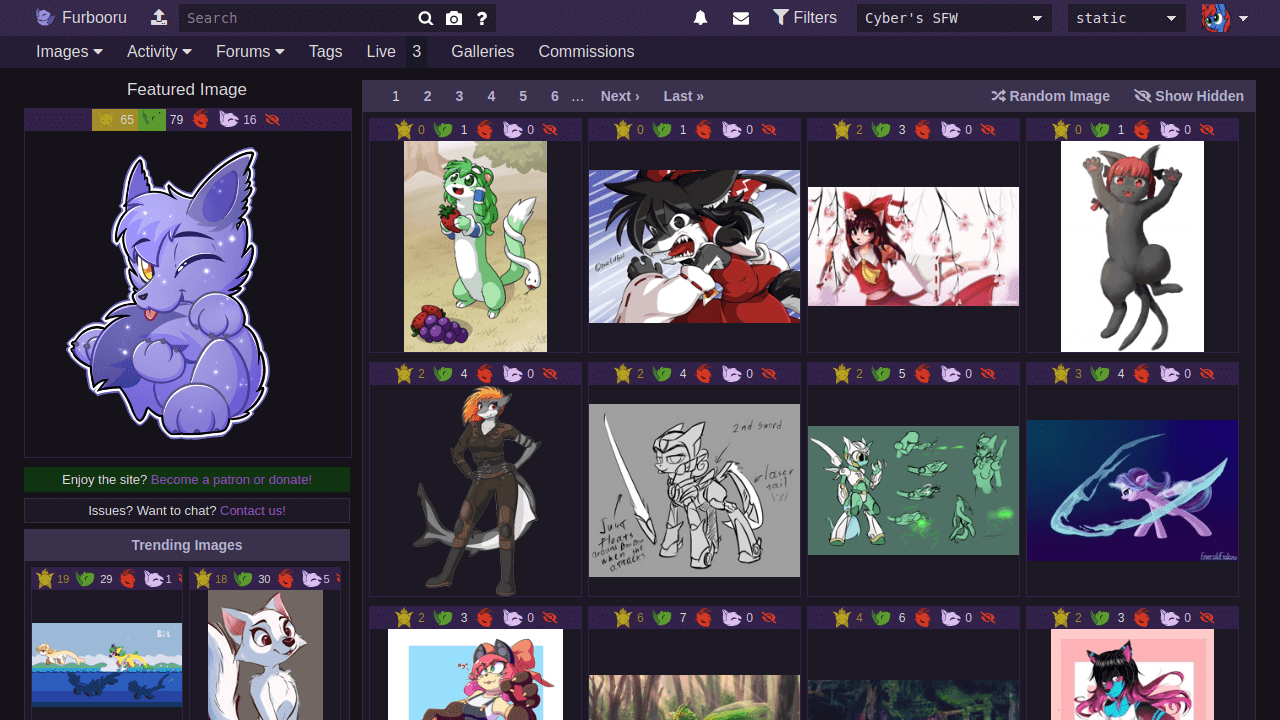 Furbooru
Search
?
Filters
Cyber's SFW
static
Images
Activity
Forums
Tags
Live 3
Galleries
Commissions
Featured Image
65 79 16
Enjoy the site? Become a patron or donate!
Issues? Want to chat? Contact us!
Trending Images
19 29 1
18 30 5
1 2 3 4 5 6 … Next › Last »
Random Image
Show Hidden
0 1 0
0 1 0
2 3 0
0 1 0
2 4 0
2 4 0
2nd sword
laser
tail
Just
floats
around
when he
attacks
2 5 0
3 4 0
2 3 0
6 7 0
4 6 0
2 3 0